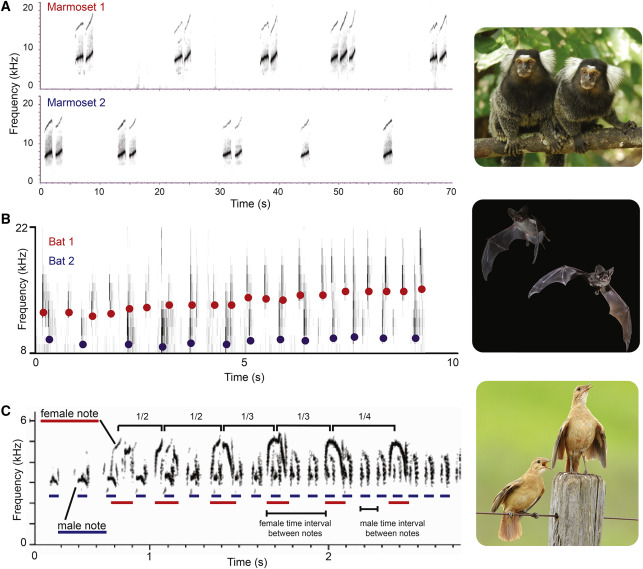 A
Marmoset 1
20
10
0
Frequency (kHz)
Marmoset 2
20
10
0
0 10 20 30 40 50 60 70
Time (s)
B
22
Bat 1
Bat 2
Frequency (kHz)
8
0 5 10
Time (s)
C
female note
1/2 1/2 1/3 1/3 1/4
6
4
2
0
Frequency (kHz)
male note
female time interval
between notes
male time interval
between notes
0 1 2
Time (s)